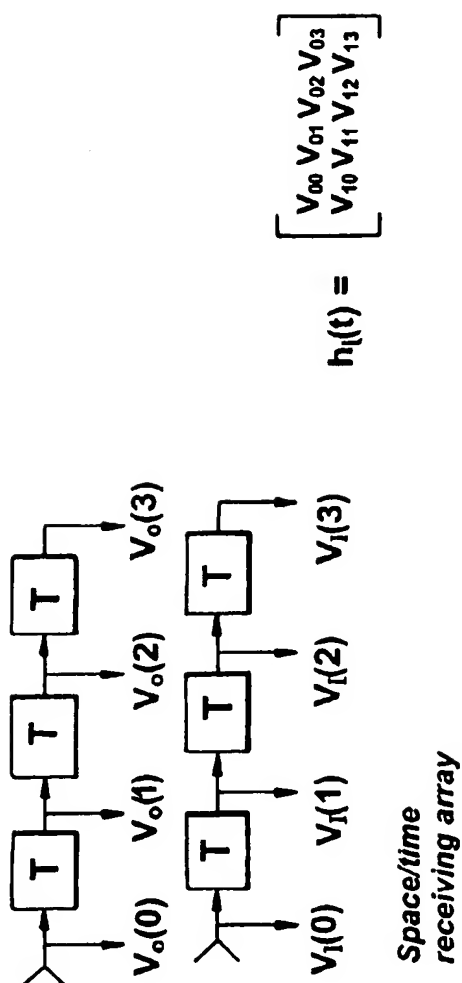 T T T
V₀(0) V₀(1) V₀(2) V₀(3)
T T T
V_I(0) V_I(1) V_I(2) V_I(3)
Space/time
receiving array
h_I(t) =
V₀₀ V₀₁ V₀₂ V₀₃
V₁₀ V₁₁ V₁₂ V₁₃